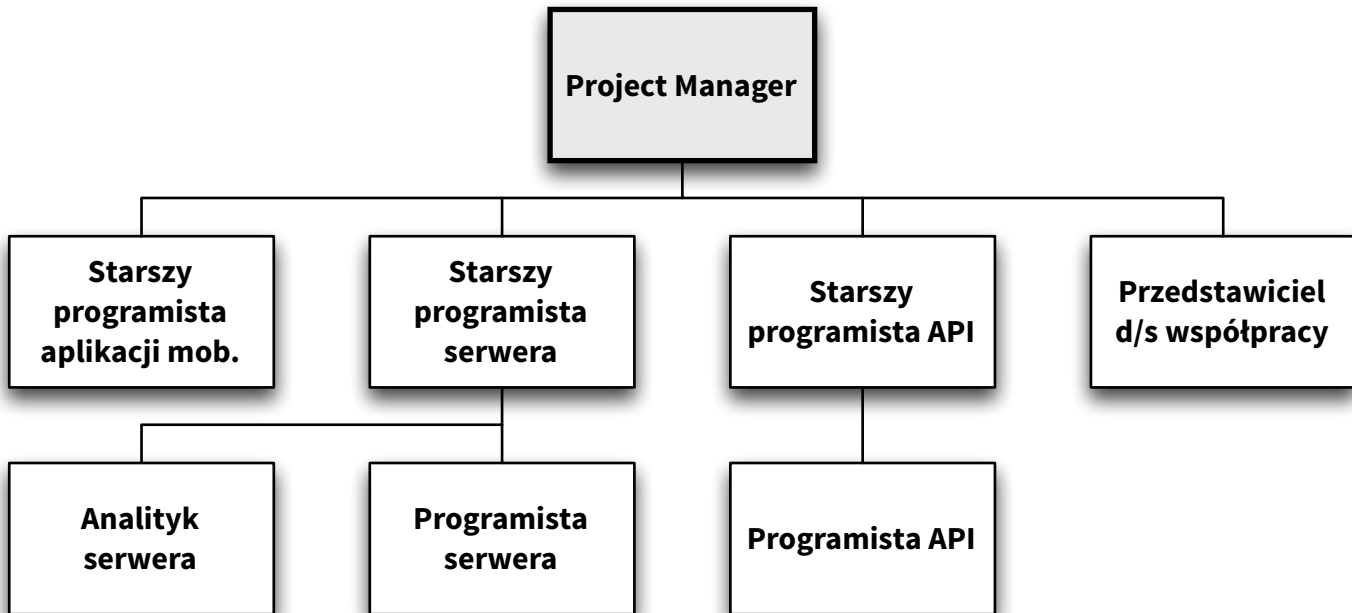 Project Manager
Starszy
programista
aplikacji mob.
Starszy
programista
serwera
Starszy
programista API
Przedstawiciel
d/s współpracy
Analityk
serwera
Programista
serwera
Programista API